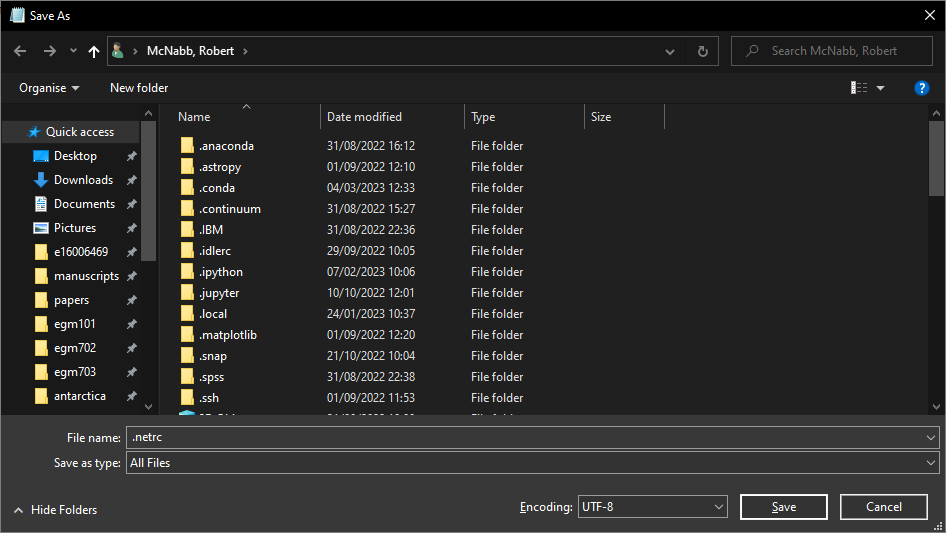 Save As
McNabb, Robert
Search McNabb, Robert
Organise New folder
?
Name Date modified Type Size
Quick access
Desktop
Downloads
Documents
Pictures
e16006469
manuscripts
papers
egm101
egm702
egm703
antarctica
.anaconda 31/08/2022 16:12 File folder
.astropy 01/09/2022 12:10 File folder
.conda 04/03/2023 12:33 File folder
.continuum 31/08/2022 15:27 File folder
.IBM 31/08/2022 22:36 File folder
.idlerc 29/09/2022 10:05 File folder
.ipython 07/02/2023 10:06 File folder
.jupyter 10/10/2022 12:01 File folder
.local 24/01/2023 10:37 File folder
.matplotlib 01/09/2022 12:20 File folder
.snap 21/10/2022 10:04 File folder
.spss 31/08/2022 22:38 File folder
.ssh 01/09/2022 11:53 File folder
File name: .netrc
Save as type: All Files
Hide Folders
Encoding: UTF-8 Save Cancel